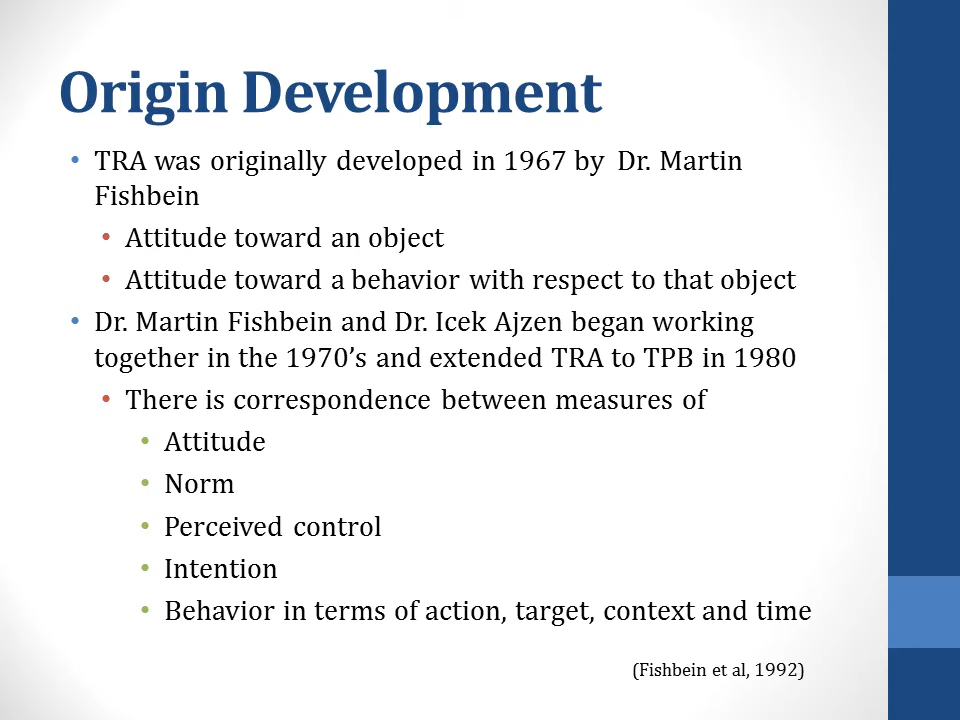 Origin Development
• TRA was originally developed in 1967 by Dr. Martin
Fishbein
• Attitude toward an object
• Attitude toward a behavior with respect to that object
• Dr. Martin Fishbein and Dr. Icek Ajzen began working
together in the 1970’s and extended TRA to TPB in 1980
• There is correspondence between measures of
• Attitude
• Norm
• Perceived control
• Intention
• Behavior in terms of action, target, context and time
(Fishbein et al, 1992)